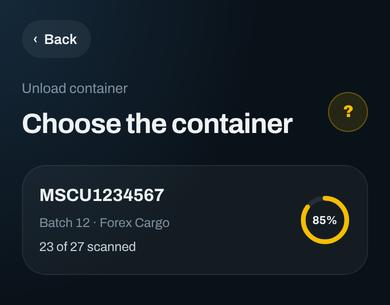 ‹ Back
Unload container
Choose the container
?
MSCU1234567
Batch 12 · Forex Cargo
23 of 27 scanned
85%